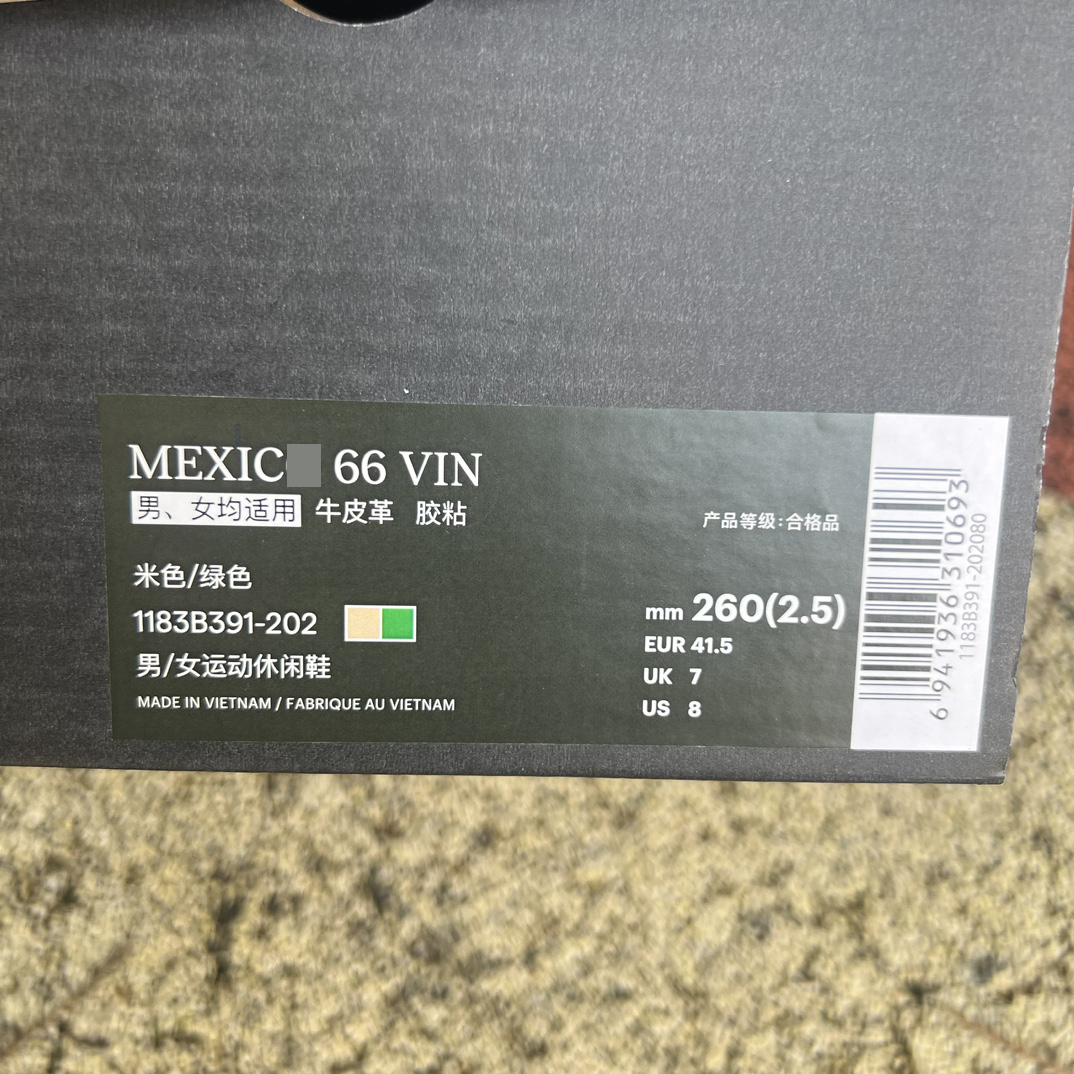 MEXIC 66 VIN
男、女均适用 牛皮革 胶粘
产品等级:合格品
米色/绿色
1183B391-202
男/女运动休闲鞋
MADE IN VIETNAM / FABRIQUE AU VIETNAM
mm 260(2.5)
EUR 41.5
UK 7
US 8
6 941936 310693
1183B391-202080